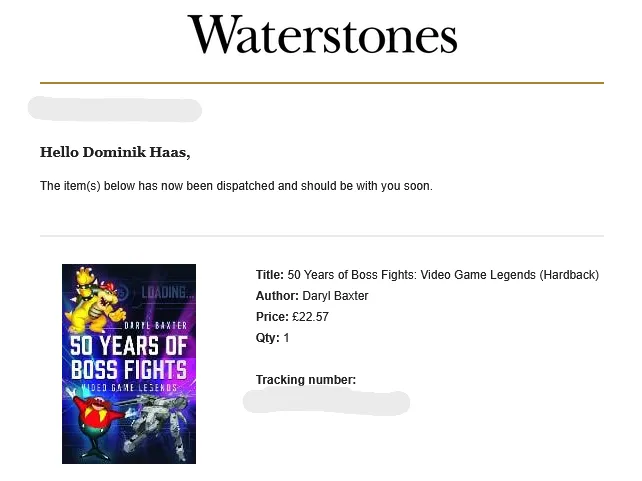 Waterstones
Hello Dominik Haas,
The item(s) below has now been dispatched and should be with you soon.
LOADING...
DARYL BAXTER
50 YEARS OF
BOSS FIGHTS
VIDEO GAME LEGENDS
Title: 50 Years of Boss Fights: Video Game Legends (Hardback)
Author: Daryl Baxter
Price: £22.57
Qty: 1
Tracking number: